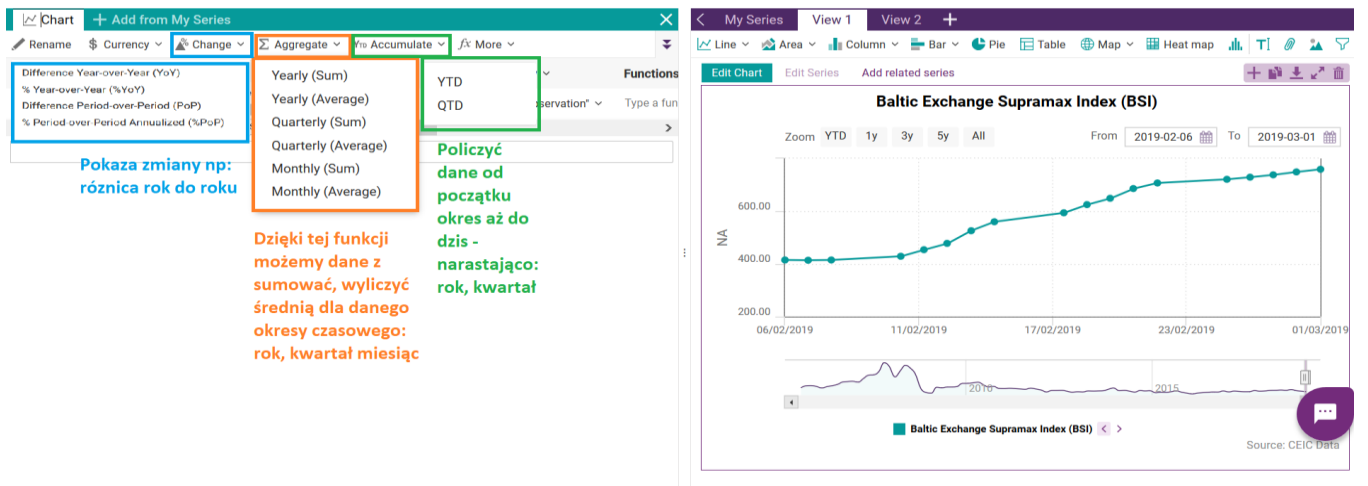 Chart + Add from My Series
Rename $ Currency Change Σ Aggregate YTD Accumulate fx More
Difference Year-over-Year (YoY)
% Year-over-Year (%YoY)
Difference Period-over-Period (PoP)
% Period-over-Period Annualized (%PoP)
Yearly (Sum)
Yearly (Average)
Quarterly (Sum)
Quarterly (Average)
Monthly (Sum)
Monthly (Average)
YTD
QTD
Functions
servation"
Type a fun
Pokaza zmiany np:
róznica rok do roku
Dzięki tej funkcji
możemy dane z
sumować, wyliczyć
średnią dla danego
okresy czasowego:
rok, kwartał miesiąc
Policzyć
dane od
początku
okres aż do
dzis -
narastająco:
rok, kwartał
My Series View 1 View 2 +
Line Area Column Bar Pie Table Map Heat map
Edit Chart Edit Series Add related series
Baltic Exchange Supramax Index (BSI)
Zoom YTD 1y 3y 5y All From 2019-02-06 To 2019-03-01
NA
600.00
400.00
200.00
06/02/2019 11/02/2019 17/02/2019 23/02/2019 01/03/2019
2010 2015
Baltic Exchange Supramax Index (BSI)
Source: CEIC Data